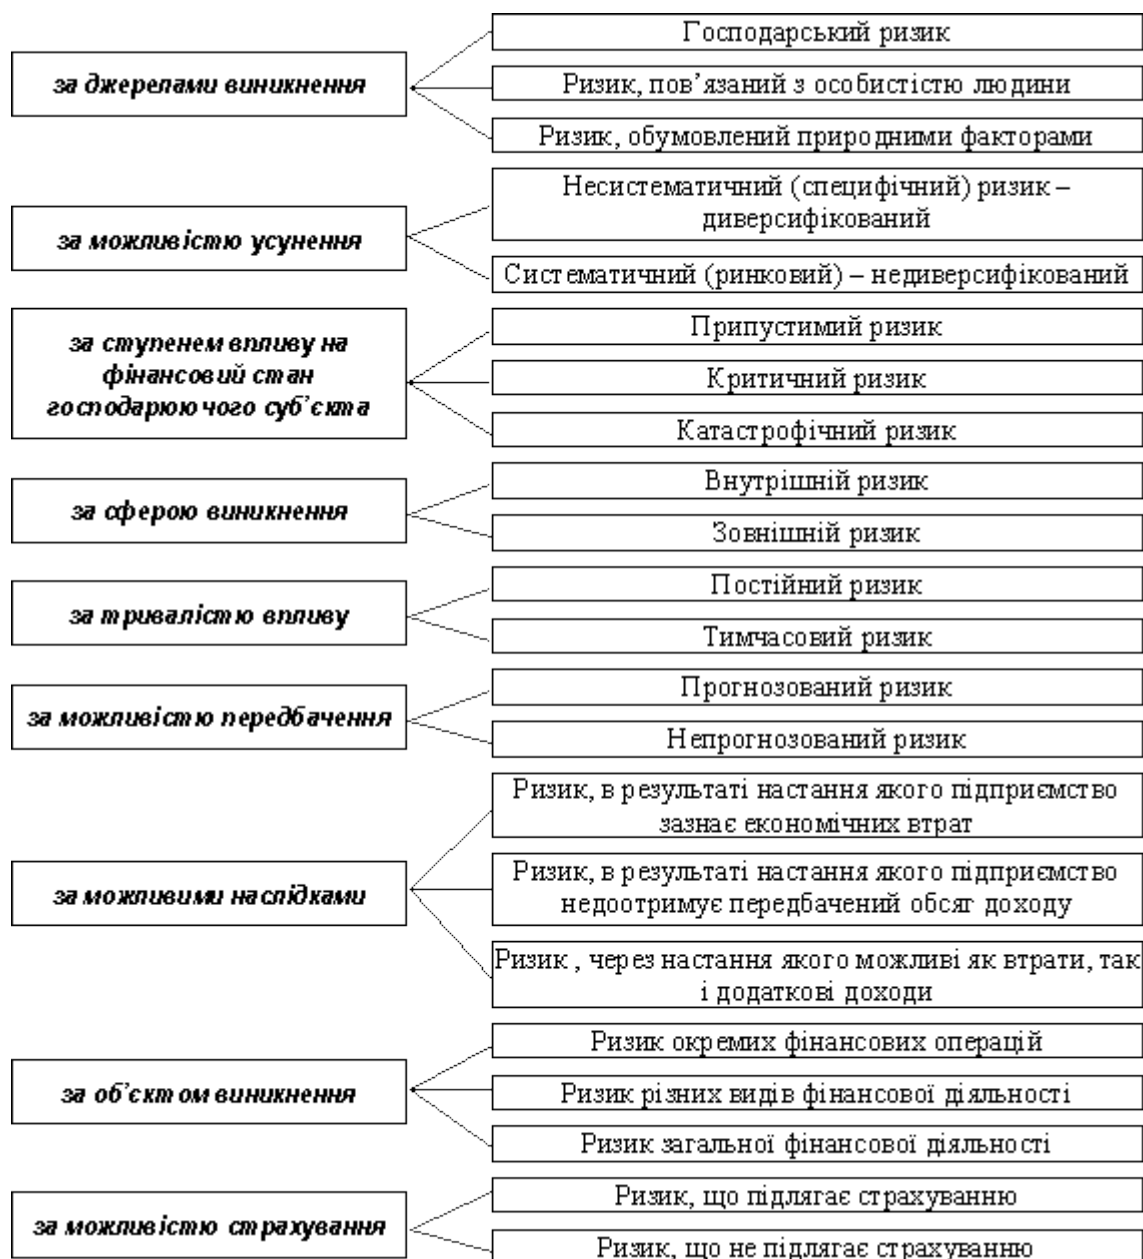 за джерелами виникнення
Господарський ризик
Ризик, пов’язаний з особистістю людини
Ризик, обумовлений природними факторами
за можливістю усунення
Несистематичний (специфічний) ризик –
диверсифікований
Систематичний (ринковий) – недиверсифікований
за ступенем впливу на
фінансовий стан
господарюючого суб’єкта
Припустимий ризик
Критичний ризик
Катастрофічний ризик
за сферою виникнення
Внутрішній ризик
Зовнішній ризик
за тривалістю впливу
Постійний ризик
Тимчасовий ризик
за можливістю передбачення
Прогнозований ризик
Непрогнозований ризик
за можливими наслідками
Ризик, в результаті настання якого підприємство
зазнає економічних втрат
Ризик, в результаті настання якого підприємство
недоотримує передбачений обсяг доходу
Ризик , через настання якого можливі як втрати, так
і додаткові доходи
за об’єктом виникнення
Ризик окремих фінансових операцій
Ризик різних видів фінансової діяльності
Ризик загальної фінансової діяльності
за можливістю страхування
Ризик, що підлягає страхуванню
Ризик, що не підлягає страхуванню